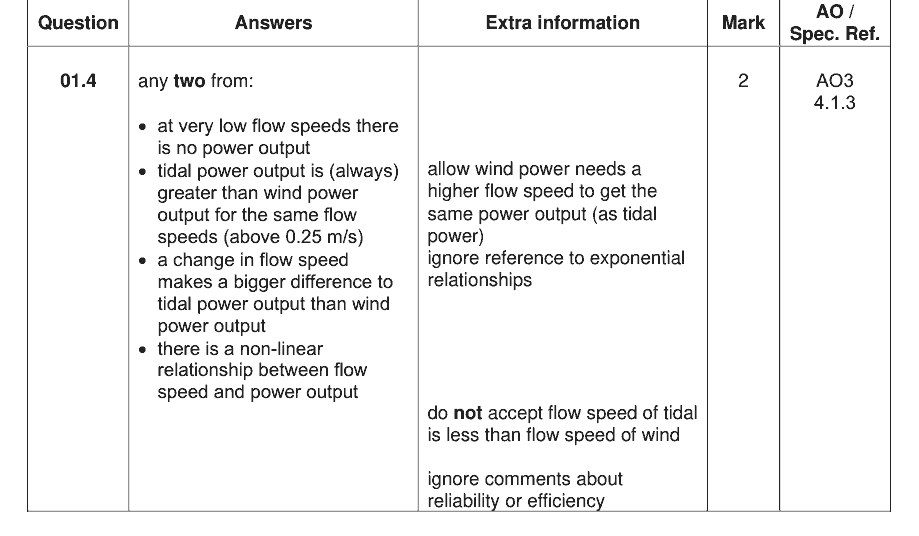 Question Answers Extra information Mark AO /
Spec. Ref.
01.4 any two from: 2 AO3
4.1.3
• at very low flow speeds there
is no power output
• tidal power output is (always)
greater than wind power
output for the same flow
speeds (above 0.25 m/s)
• a change in flow speed
makes a bigger difference to
tidal power output than wind
power output
• there is a non-linear
relationship between flow
speed and power output
allow wind power needs a
higher flow speed to get the
same power output (as tidal
power)
ignore reference to exponential
relationships
do not accept flow speed of tidal
is less than flow speed of wind
ignore comments about
reliability or efficiency